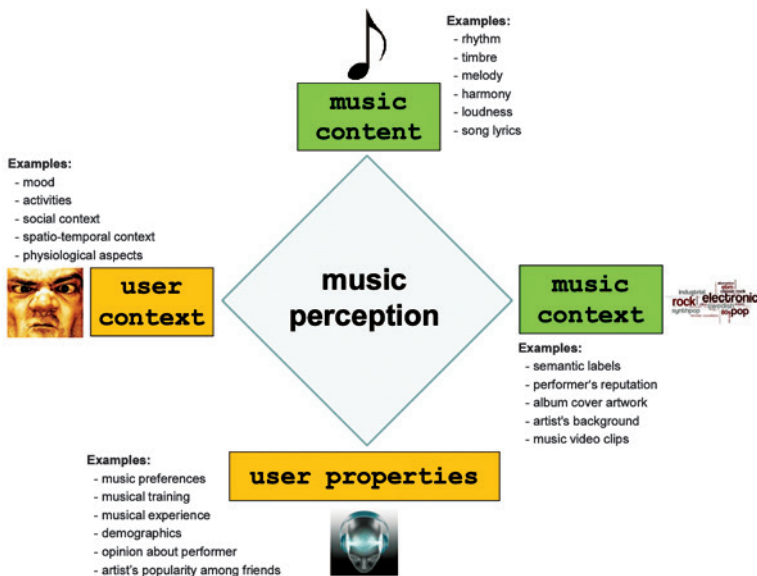 Examples:
- rhythm
- timbre
- melody
- harmony
- loudness
- song lyrics
music
content
Examples:
- mood
- activities
- social context
- spatio-temporal context
- physiological aspects
user
context
music
perception
music
context
industrial
rock
electronic
synthpop
80s
pop
Examples:
- semantic labels
- performer's reputation
- album cover artwork
- artist's background
- music video clips
user properties
Examples:
- music preferences
- musical training
- musical experience
- demographics
- opinion about performer
- artist's popularity among friends